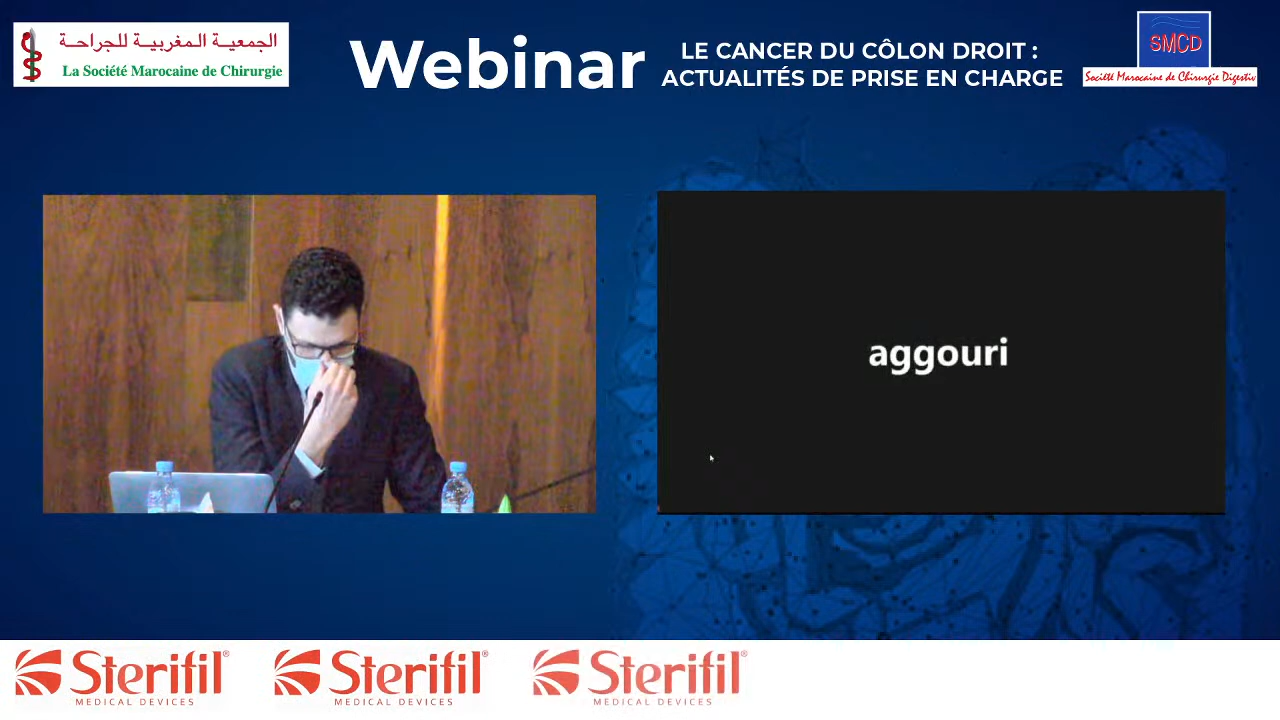 الجمعية المغربية للجراحة
La Société Marocaine de Chirurgie
Webinar
LE CANCER DU CÔLON DROIT :
ACTUALITÉS DE PRISE EN CHARGE
SMCD
Société Marocaine de Chirurgie Digestiv
aggouri
Sterifil®
MEDICAL DEVICES
Sterifil®
MEDICAL DEVICES
Sterifil®
MEDICAL DEVICES